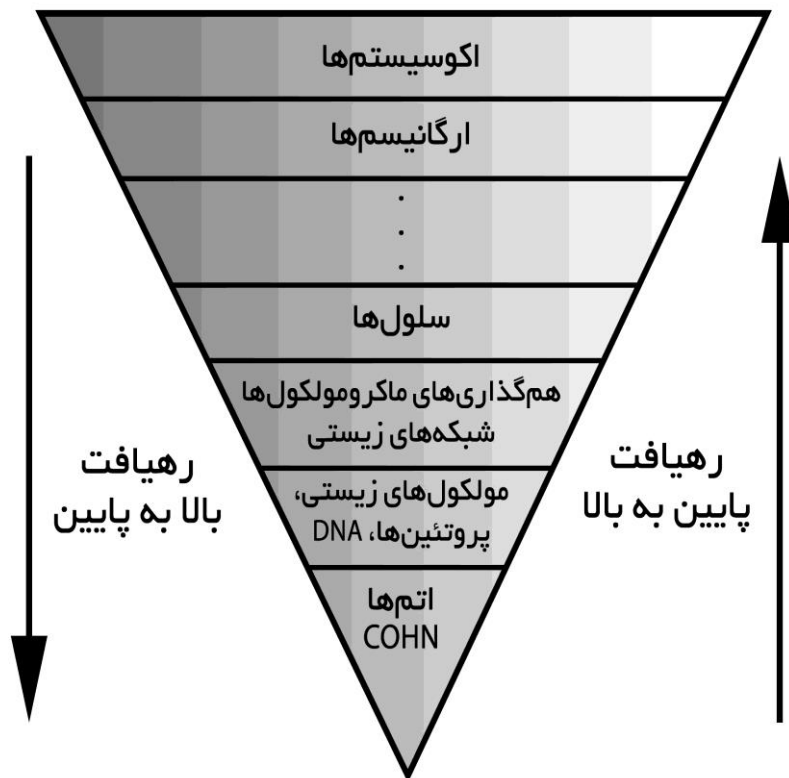 اکوسیستم‌ها
ارگانیسم‌ها
.
.
.
سلول‌ها
هم‌گذاری‌های ماکرومولکول‌ها
شبکه‌های زیستی
مولکول‌های زیستی،
پروتئین‌ها، DNA
اتم‌ها
COHN
رهیافت
پایین به بالا
رهیافت
بالا به پایین